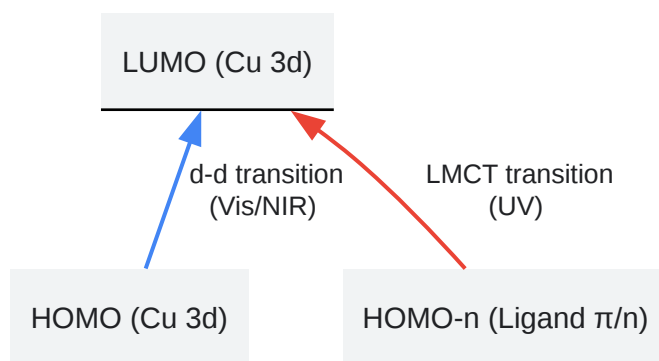 LUMO (Cu 3d)
d-d transition
(Vis/NIR)
LMCT transition
(UV)
HOMO (Cu 3d)
HOMO-n (Ligand π/n)